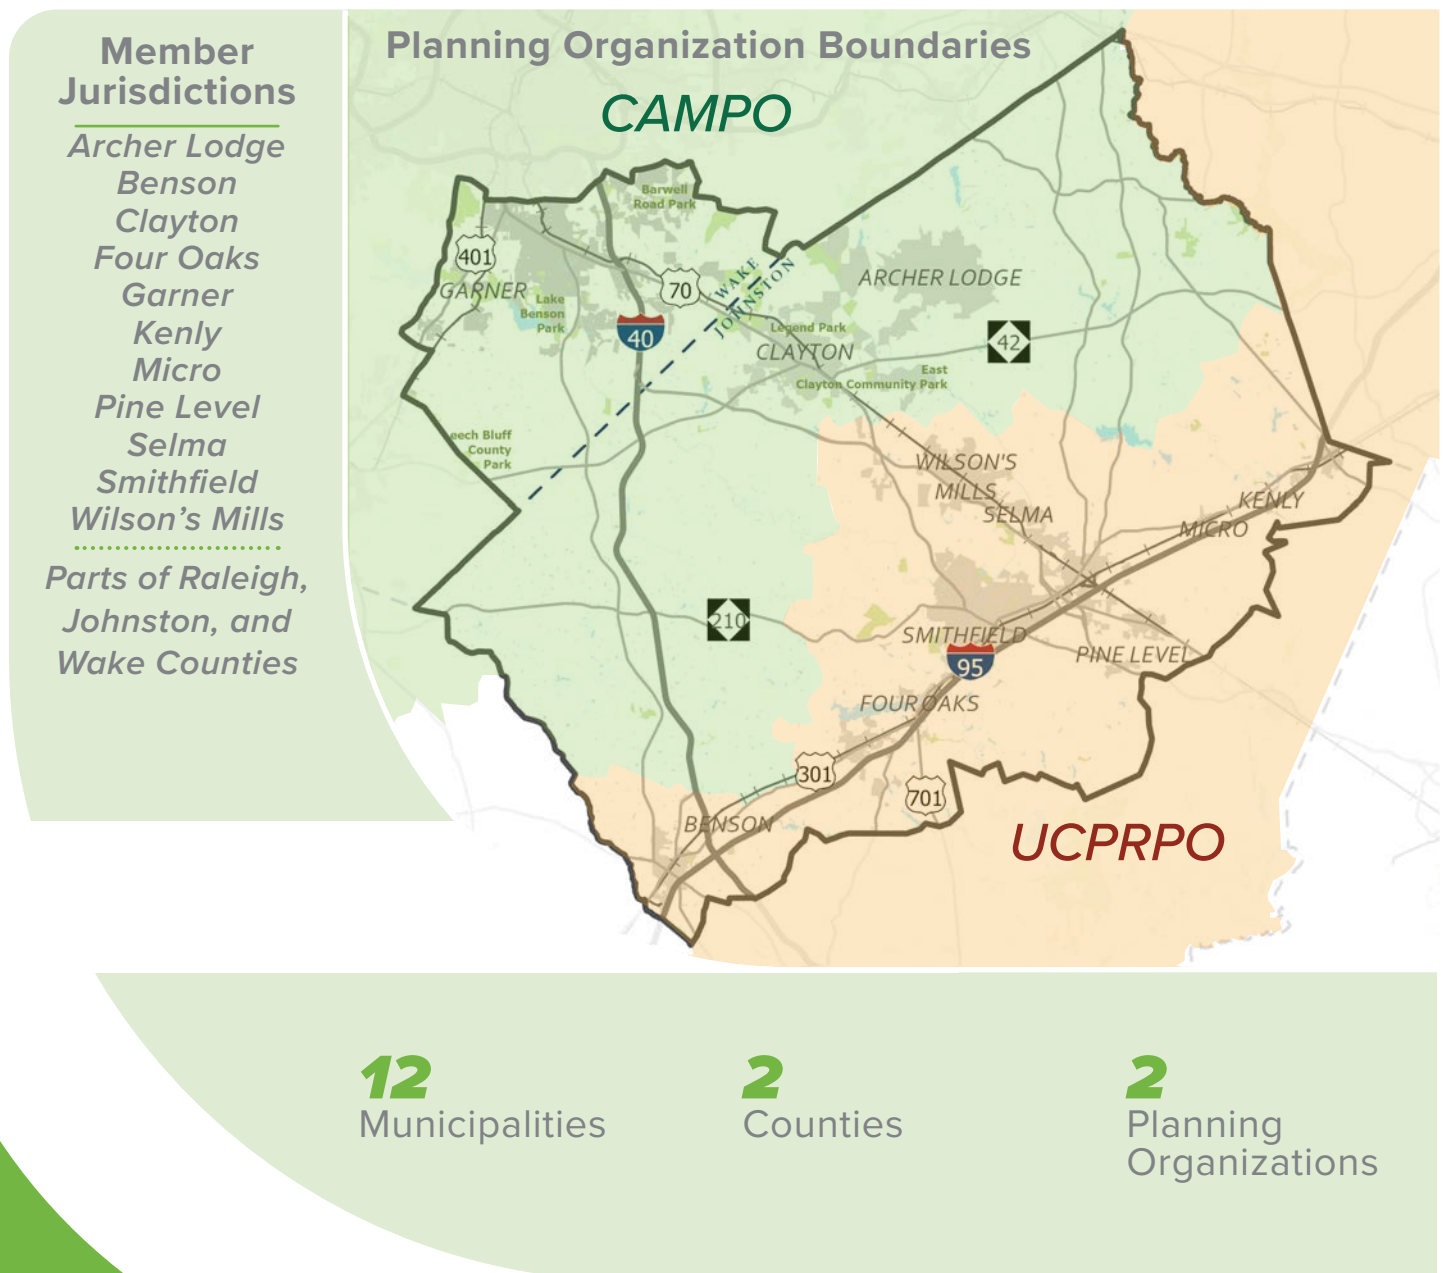 Member
Jurisdictions
Archer Lodge
Benson
Clayton
Four Oaks
Garner
Kenly
Micro
Pine Level
Selma
Smithfield
Wilson’s Mills
Parts of Raleigh,
Johnston, and
Wake Counties
Planning Organization Boundaries
CAMPO
Barwell
Road Park
401
GARNER
70
WAKE
JOHNSTON
ARCHER LODGE
Lake
Benson
Park
40
Legend Park
CLAYTON
42
East
Clayton Community Park
eech Bluff
County
Park
WILSON'S
MILLS
SELMA
KENLY
MICRO
210
SMITHFIELD
95
PINE LEVEL
FOUR OAKS
301
701
BENSON
UCPRPO
12
Municipalities
2
Counties
2
Planning
Organizations